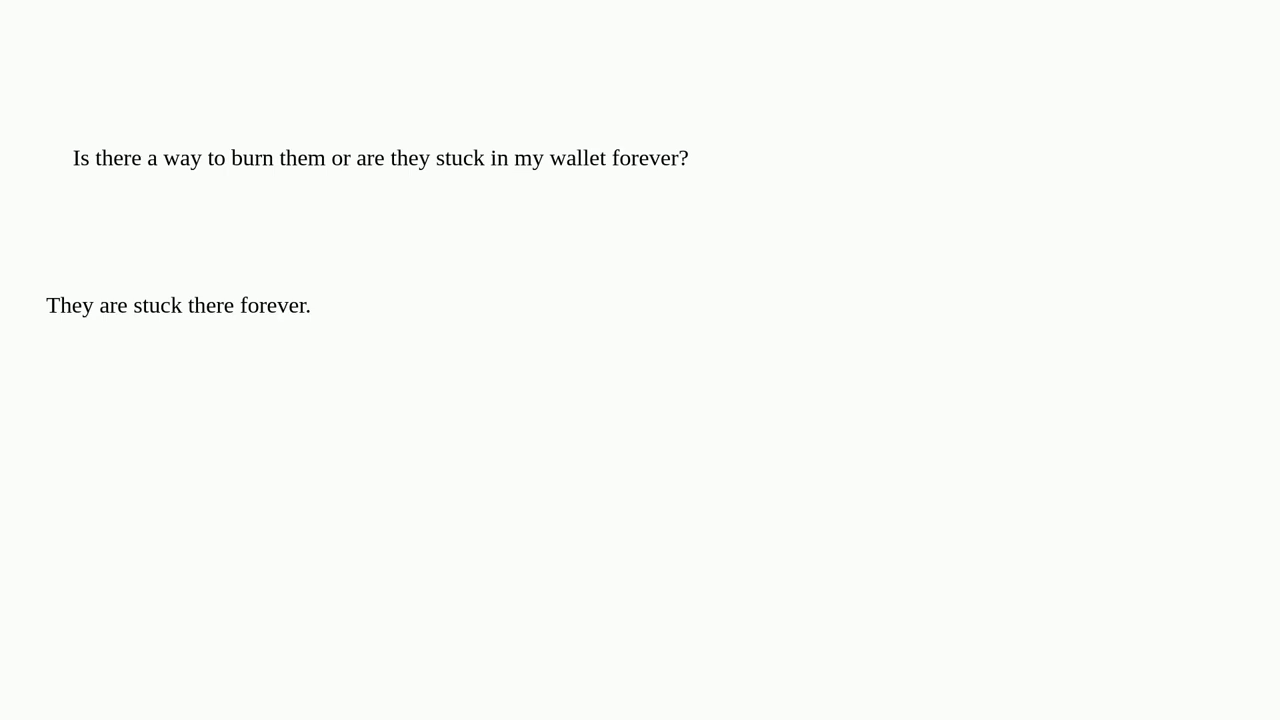 Is there a way to burn them or are they stuck in my wallet forever?
They are stuck there forever.